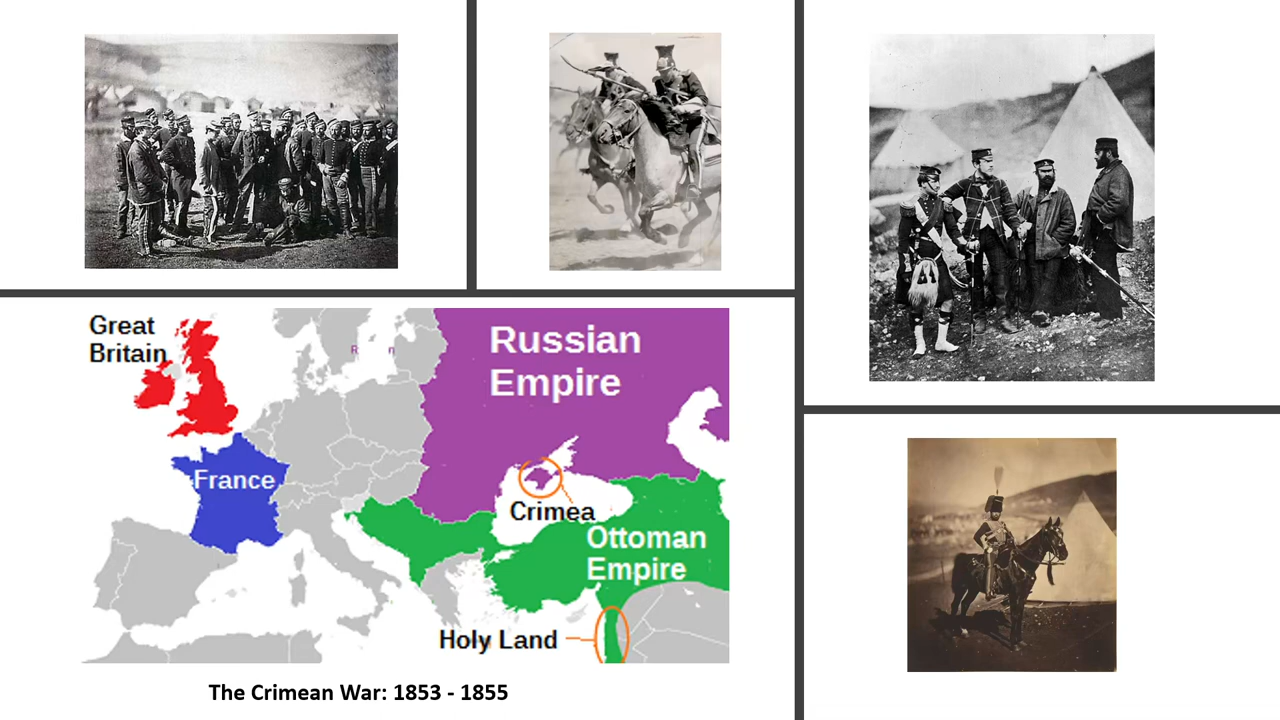 Great
Britain
Russian
Empire
France
Crimea
Ottoman
Empire
Holy Land
The Crimean War: 1853 - 1855